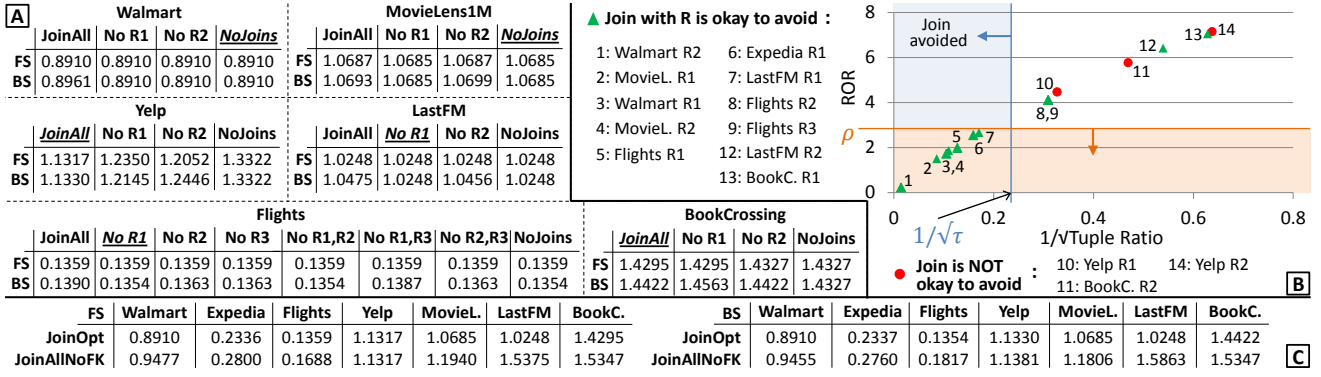 A
Walmart
JoinAll No R1 No R2 NoJoins
FS 0.8910 0.8910 0.8910 0.8910
BS 0.8961 0.8910 0.8910 0.8910
MovieLens1M
JoinAll No R1 No R2 NoJoins
FS 1.0687 1.0685 1.0687 1.0685
BS 1.0693 1.0685 1.0699 1.0685
Yelp
JoinAll No R1 No R2 NoJoins
FS 1.1317 1.2350 1.2052 1.3322
BS 1.1330 1.2145 1.2446 1.3322
LastFM
JoinAll No R1 No R2 NoJoins
FS 1.0248 1.0248 1.0248 1.0248
BS 1.0475 1.0248 1.0456 1.0248
Flights
JoinAll No R1 No R2 No R3 No R1,R2 No R1,R3 No R2,R3 NoJoins
FS 0.1359 0.1359 0.1359 0.1359 0.1359 0.1359 0.1359 0.1359
BS 0.1390 0.1354 0.1363 0.1363 0.1354 0.1387 0.1363 0.1354
BookCrossing
JoinAll No R1 No R2 NoJoins
FS 1.4295 1.4295 1.4327 1.4327
BS 1.4422 1.4563 1.4422 1.4327
Join with R is okay to avoid :
1: Walmart R2 6: Expedia R1
2: MovieL. R1 7: LastFM R1
3: Walmart R1 8: Flights R2
4: MovieL. R2 9: Flights R3
5: Flights R1 12: LastFM R2
13: BookC. R1
ROR
8
6
4
2
0
Join
avoided
13 14
12
11
10
8,9
ρ
5 7
6
2 3,4
1
0 0.2 0.4 0.6 0.8
1/√τ
1/√Tuple Ratio
Join is NOT
okay to avoid :
10: Yelp R1 14: Yelp R2
11: BookC. R2
B
FS Walmart Expedia Flights Yelp MovieL. LastFM BookC.
JoinOpt 0.8910 0.2336 0.1359 1.1317 1.0685 1.0248 1.4295
JoinAllNoFK 0.9477 0.2800 0.1688 1.1317 1.1940 1.5375 1.5347
BS Walmart Expedia Flights Yelp MovieL. LastFM BookC.
JoinOpt 0.8910 0.2337 0.1354 1.1330 1.0685 1.0248 1.4422
JoinAllNoFK 0.9455 0.2760 0.1817 1.1381 1.1806 1.5863 1.5347
C